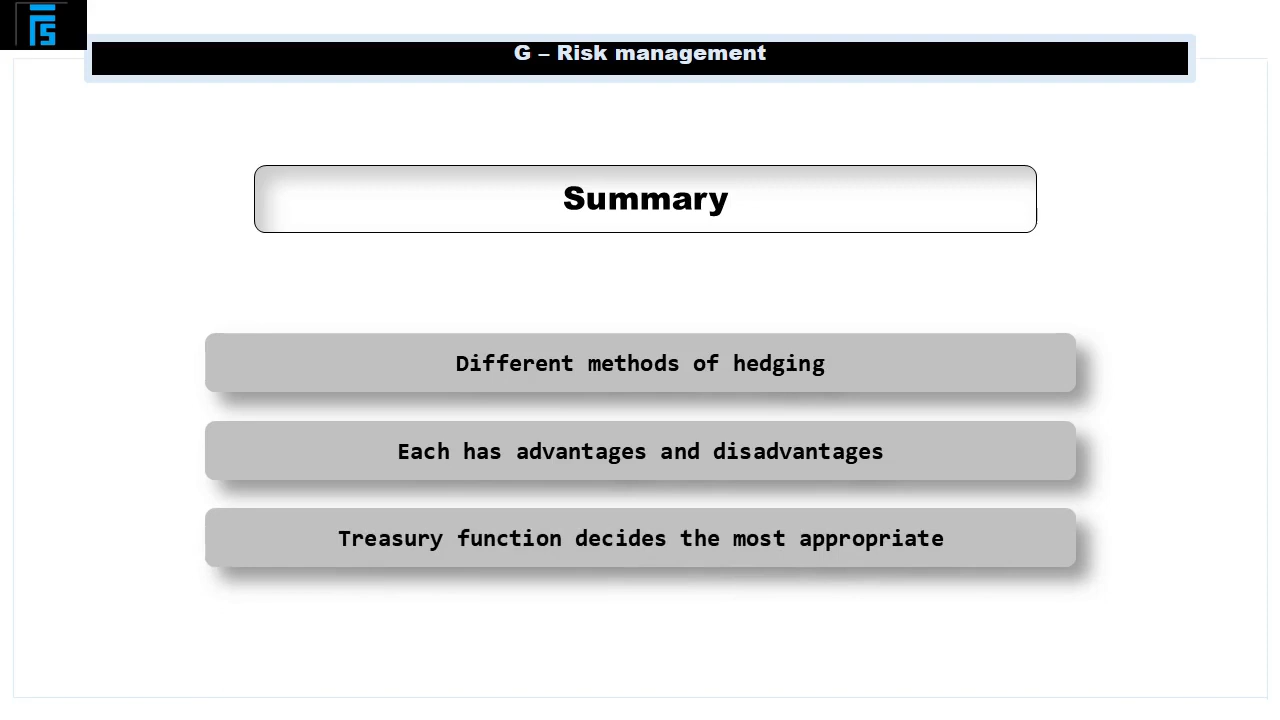 G – Risk management
Summary
Different methods of hedging
Each has advantages and disadvantages
Treasury function decides the most appropriate